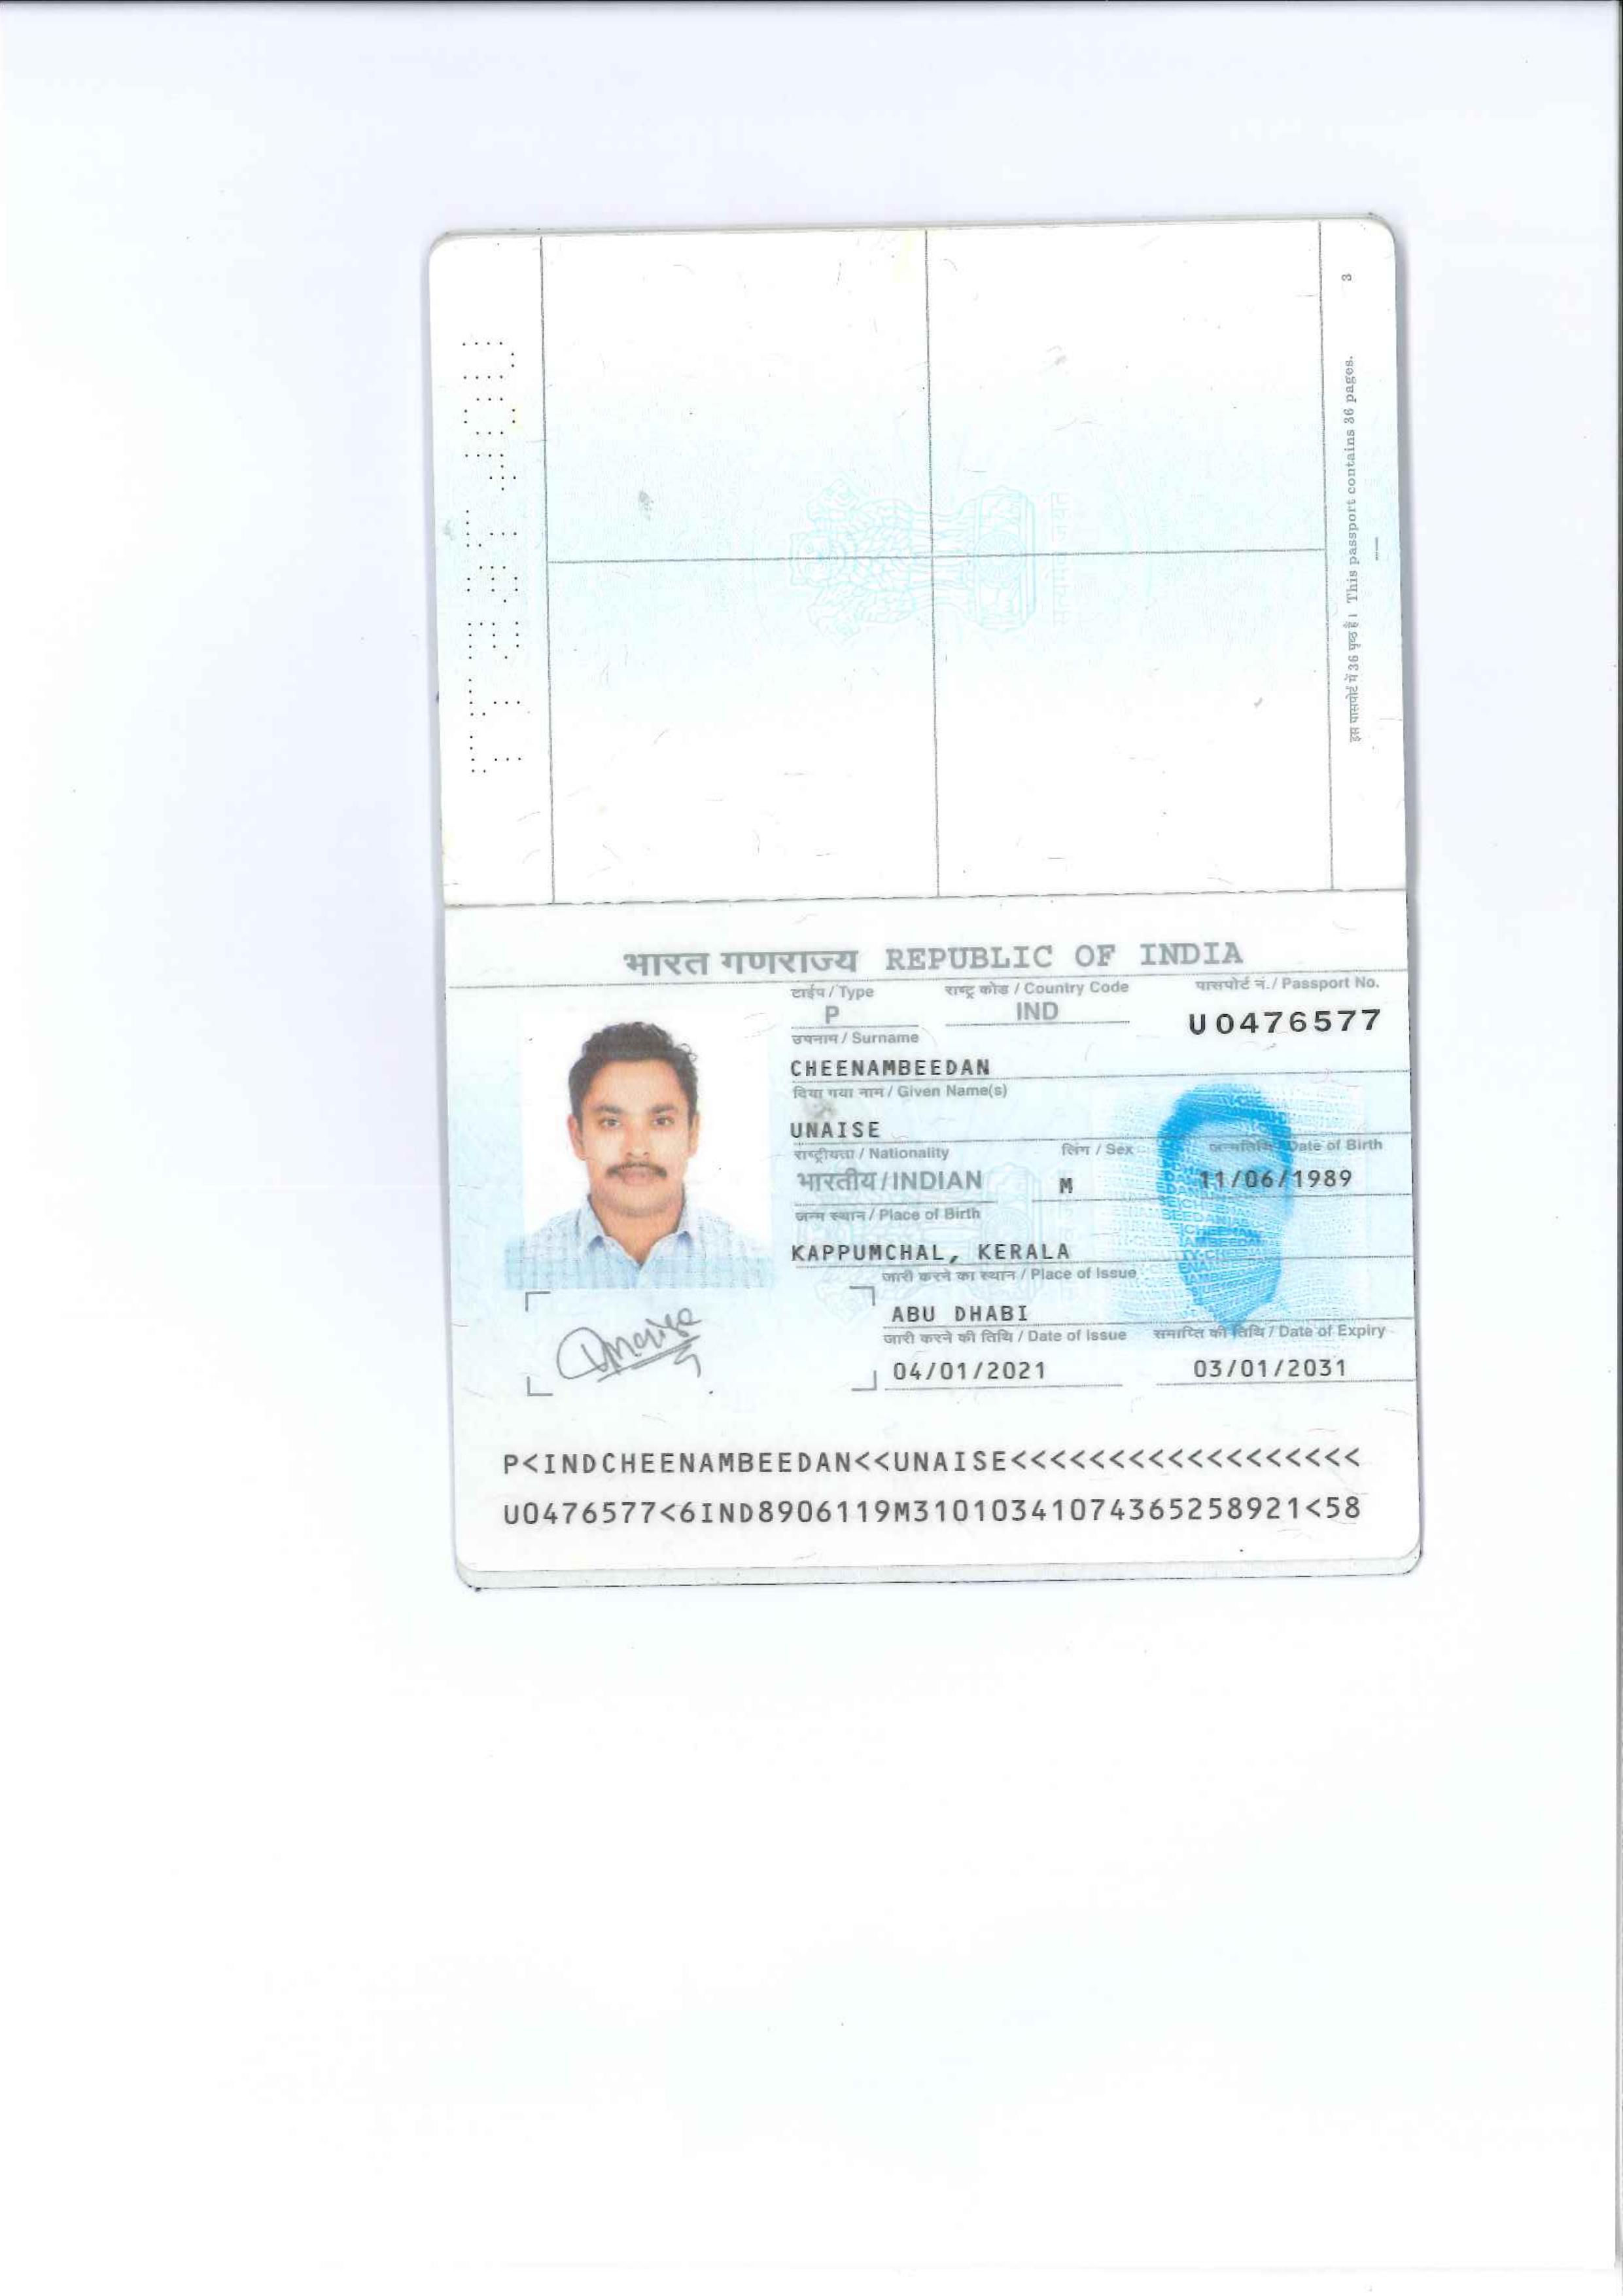 इस पासपोर्ट में 36 पृष्ठ हैं। This passport contains 36 pages.
3
भारत गणराज्य REPUBLIC OF INDIA
टाईप / Type
राष्ट्र कोड / Country Code
पासपोर्ट नं. / Passport No.
P
IND
U0476577
उपनाम / Surname
CHEENAMBEEDAN
दिया गया नाम / Given Name(s)
UNAISE
राष्ट्रीयता / Nationality
लिंग / Sex
जन्मतिथि / Date of Birth
भारतीय / INDIAN
M
11/06/1989
जन्म स्थान / Place of Birth
KAPPUMCHAL, KERALA
जारी करने का स्थान / Place of Issue
ABU DHABI
जारी करने की तिथि / Date of Issue
समाप्ति की तिथि / Date of Expiry
04/01/2021
03/01/2031
Unaise
P<INDCHEENAMBEEDAN<<UNAISE<<<<<<<<<<<<<<<<<<
U0476577<6IND8906119M31010341074365258921<58